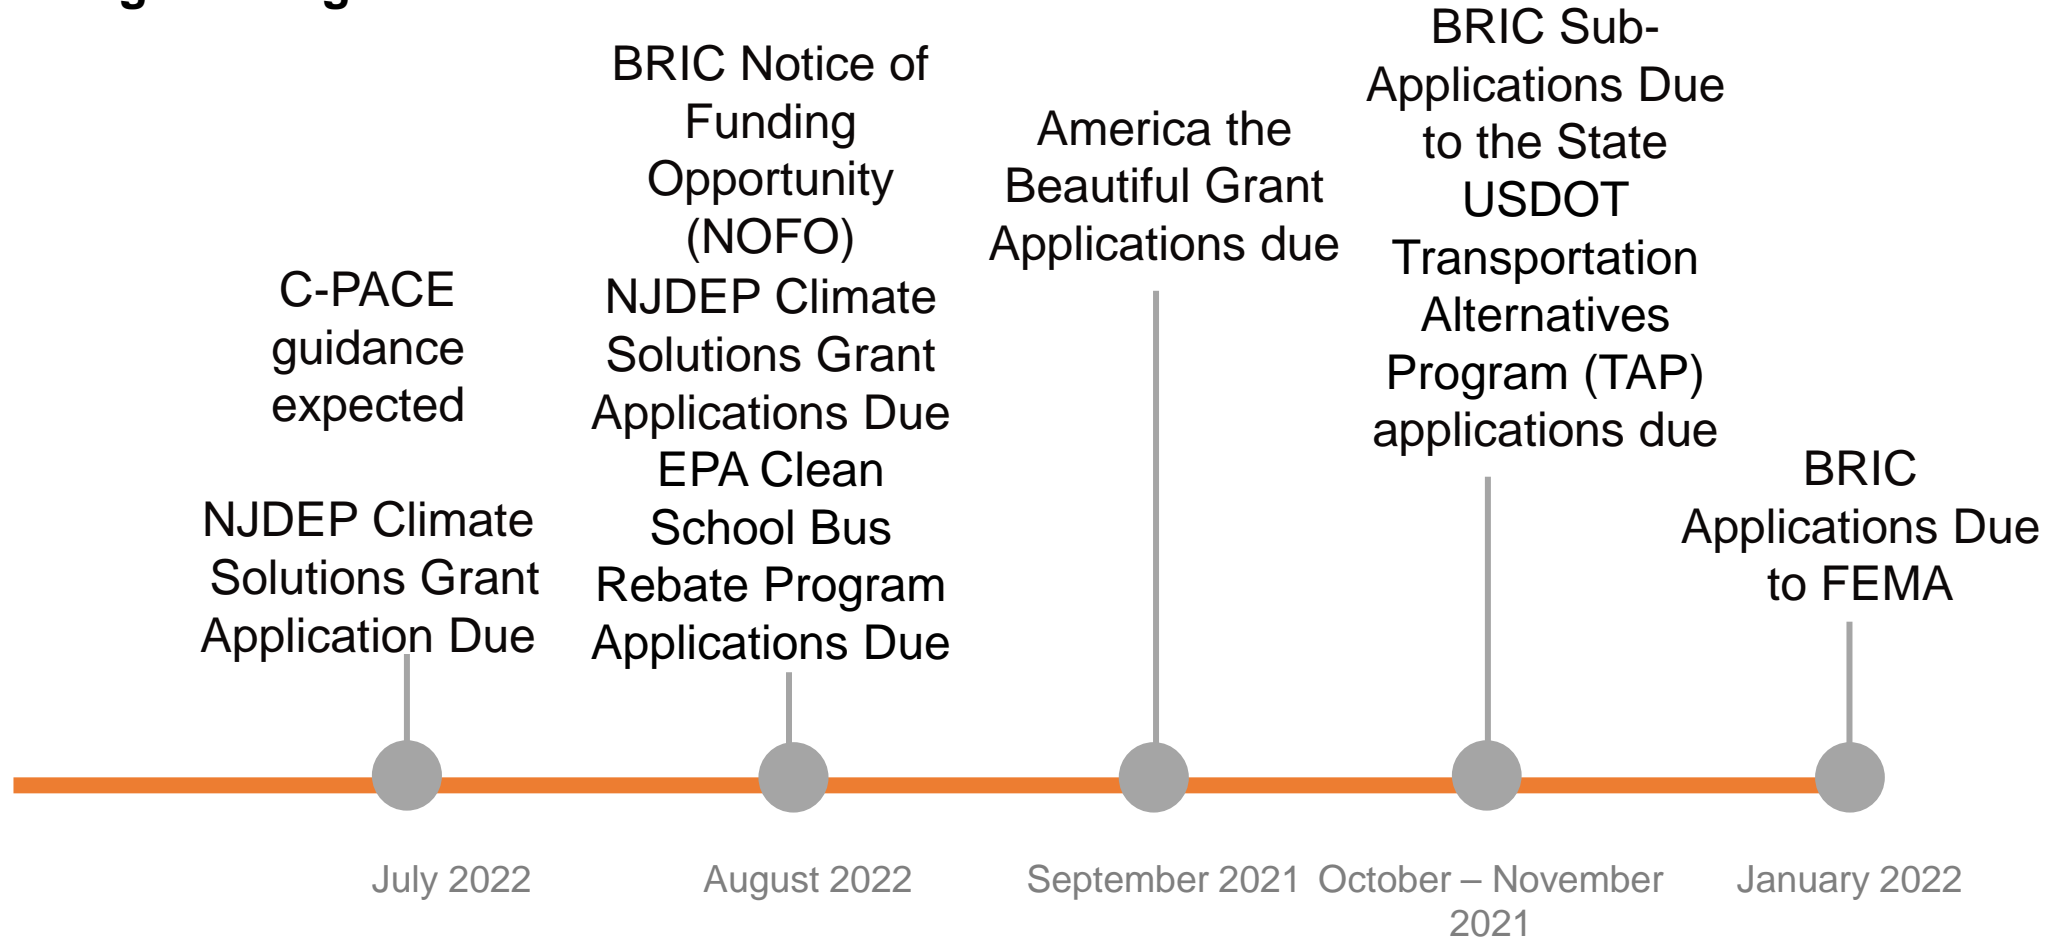 C-PACE
guidance
expected
NJDEP Climate
Solutions Grant
Application Due
BRIC Notice of
Funding
Opportunity
(NOFO)
NJDEP Climate
Solutions Grant
Applications Due
EPA Clean
School Bus
Rebate Program
Applications Due
America the
Beautiful Grant
Applications due
BRIC Sub-
Applications Due
to the State
USDOT
Transportation
Alternatives
Program (TAP)
applications due
BRIC
Applications Due
to FEMA
July 2022
August 2022
September 2021
October – November
2021
January 2022